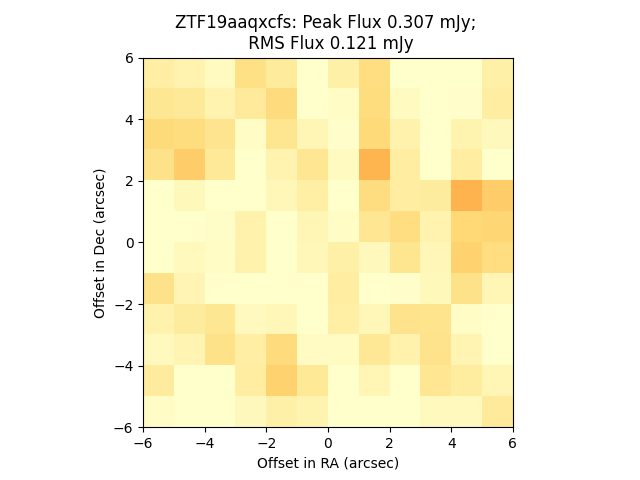 ZTF19aaqxcfs: Peak Flux 0.307 mJy;
RMS Flux 0.121 mJy
6
4
2
0
−2
−4
−6
Offset in Dec (arcsec)
−6 −4 −2 0 2 4 6
Offset in RA (arcsec)